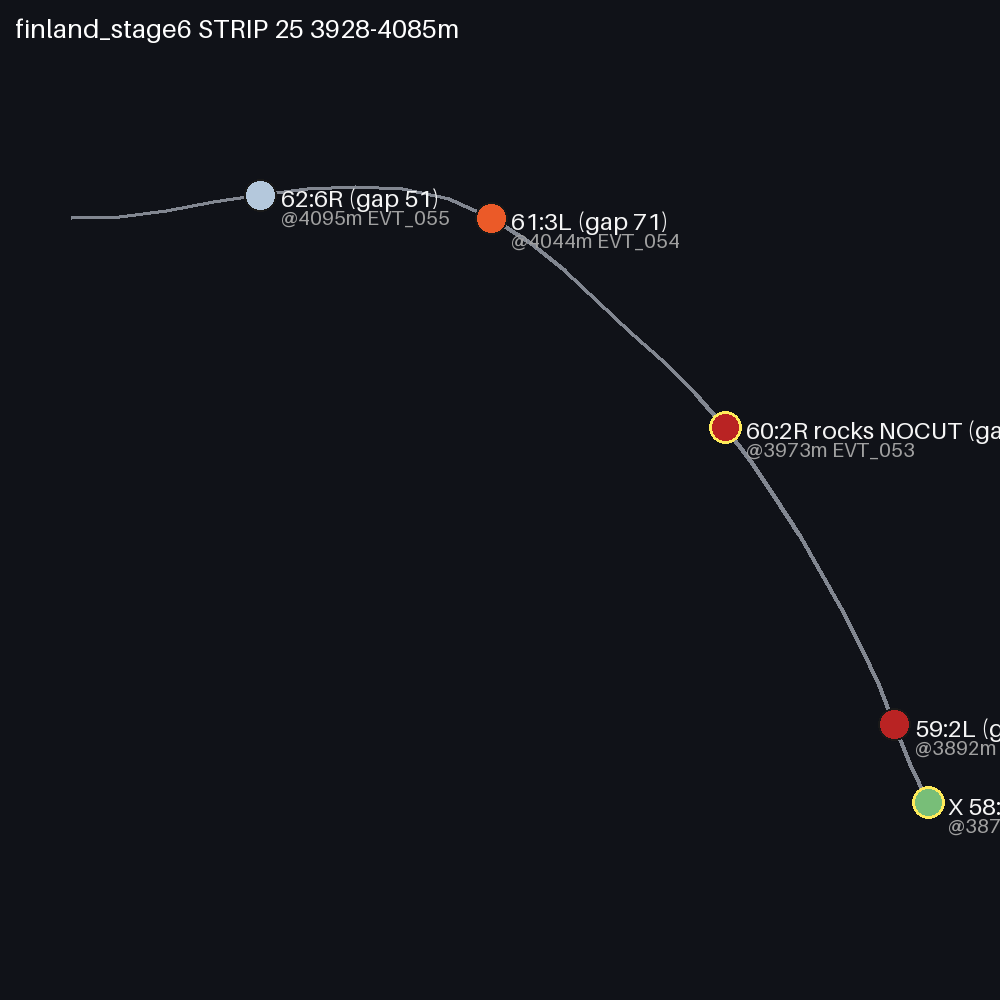 finland_stage6 STRIP 25 3928-4085m
62:6R (gap 51)
@4095m EVT_055
61:3L (gap 71)
@4044m EVT_054
60:2R rocks NOCUT (ga
@3973m EVT_053
59:2L (g
@3892m
X 58:
@387